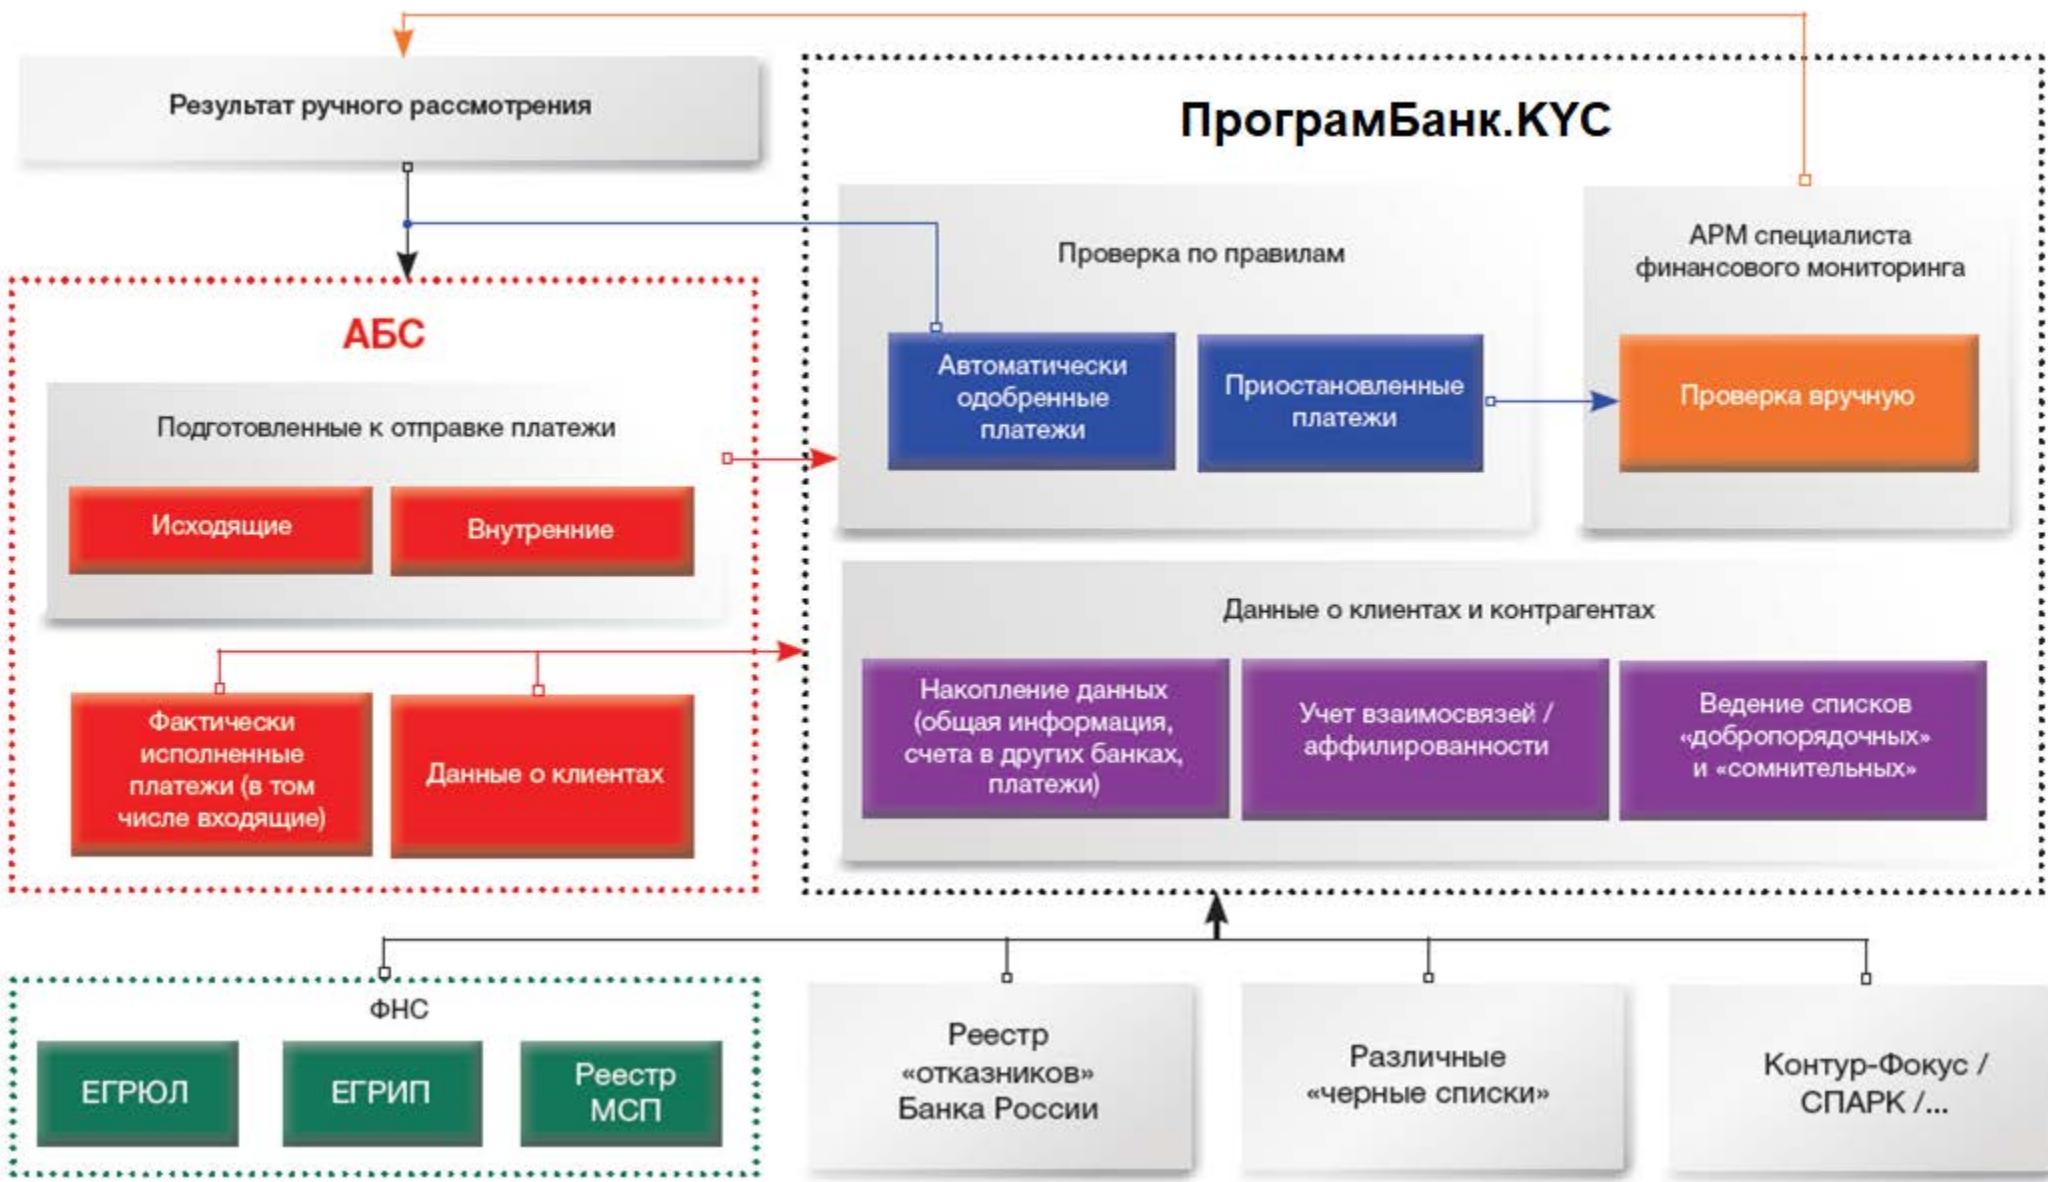 Результат ручного рассмотрения
ПрограмБанк.KYC
Проверка по правилам
АРМ специалиста
финансового мониторинга
Автоматически
одобренные
платежи
Приостановленные
платежи
Проверка вручную
АБС
Подготовленные к отправке платежи
Исходящие
Внутренние
Фактически
исполненные
платежи (в том
числе входящие)
Данные о клиентах
Данные о клиентах и контрагентах
Накопление данных
(общая информация,
счета в других банках,
платежи)
Учет взаимосвязей /
аффилированности
Ведение списков
«добропорядочных»
и «сомнительных»
ФНС
ЕГРЮЛ
ЕГРИП
Реестр
МСП
Реестр
«отказников»
Банка России
Различные
«черные списки»
Контур-Фокус /
СПАРК /...